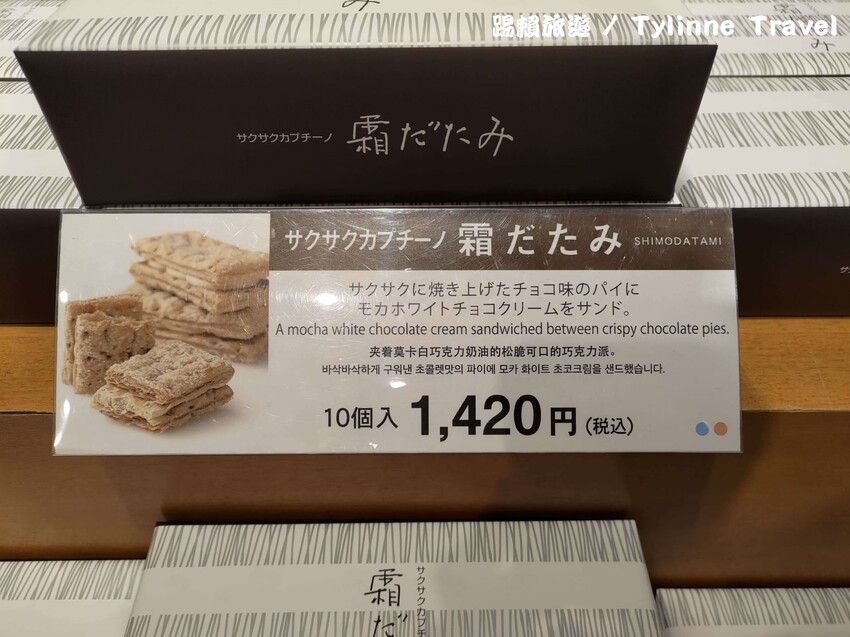 踢賴旅遊 / Tylinne Travel
サクサクカプチーノ 霜だたみ
サクサクカプチーノ 霜だたみ SHIMODATAMI
サクサクに焼き上げたチョコ味のパイに
モカホワイトチョコクリームをサンド。
A mocha white chocolate cream sandwiched between crispy chocolate pies.
夹着莫卡白巧克力奶油的松脆可口的巧克力派。
바삭바삭하게 구워낸 초콜렛맛의 파이에 모카 화이트 초코크림을 샌드했습니다.
10個入 1,420円 (税込)
霜だ
サクサクカプチ